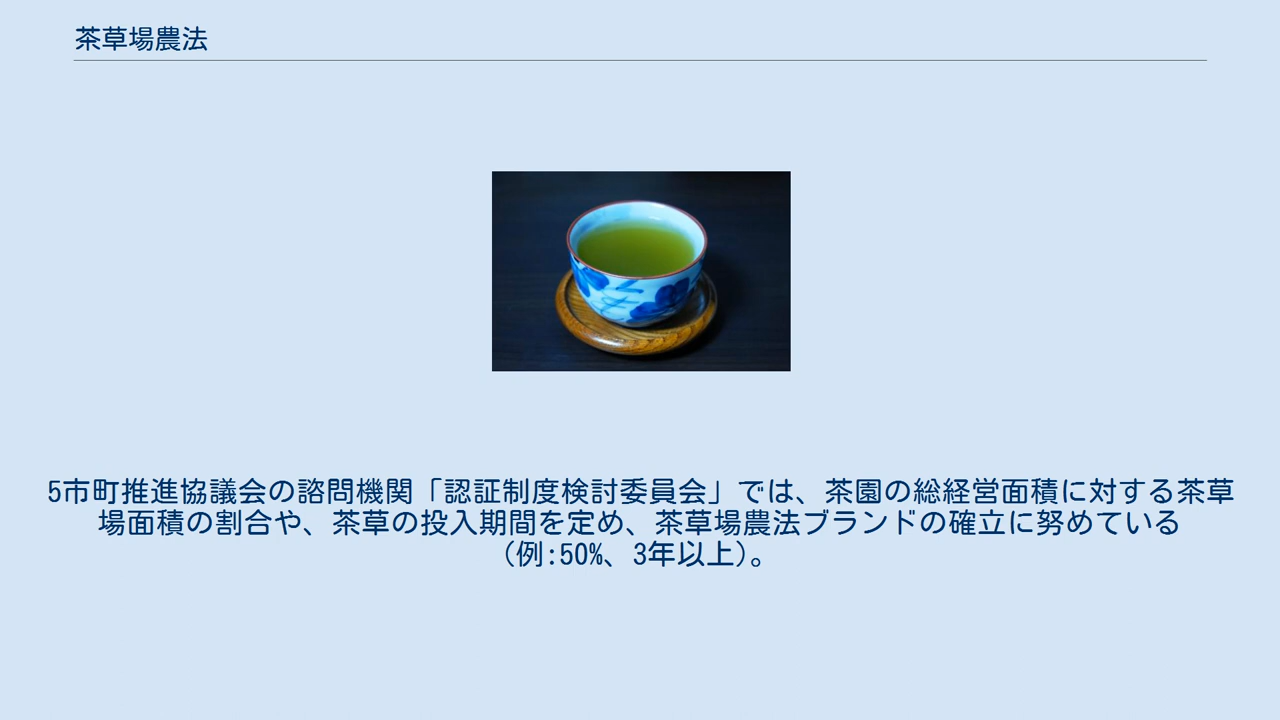 茶草場農法
5市町推進協議会の諮問機関「認証制度検討委員会」では、茶園の総経営面積に対する茶草
場面積の割合や、茶草の投入期間を定め、茶草場農法ブランドの確立に努めている
(例:50%、3年以上)。